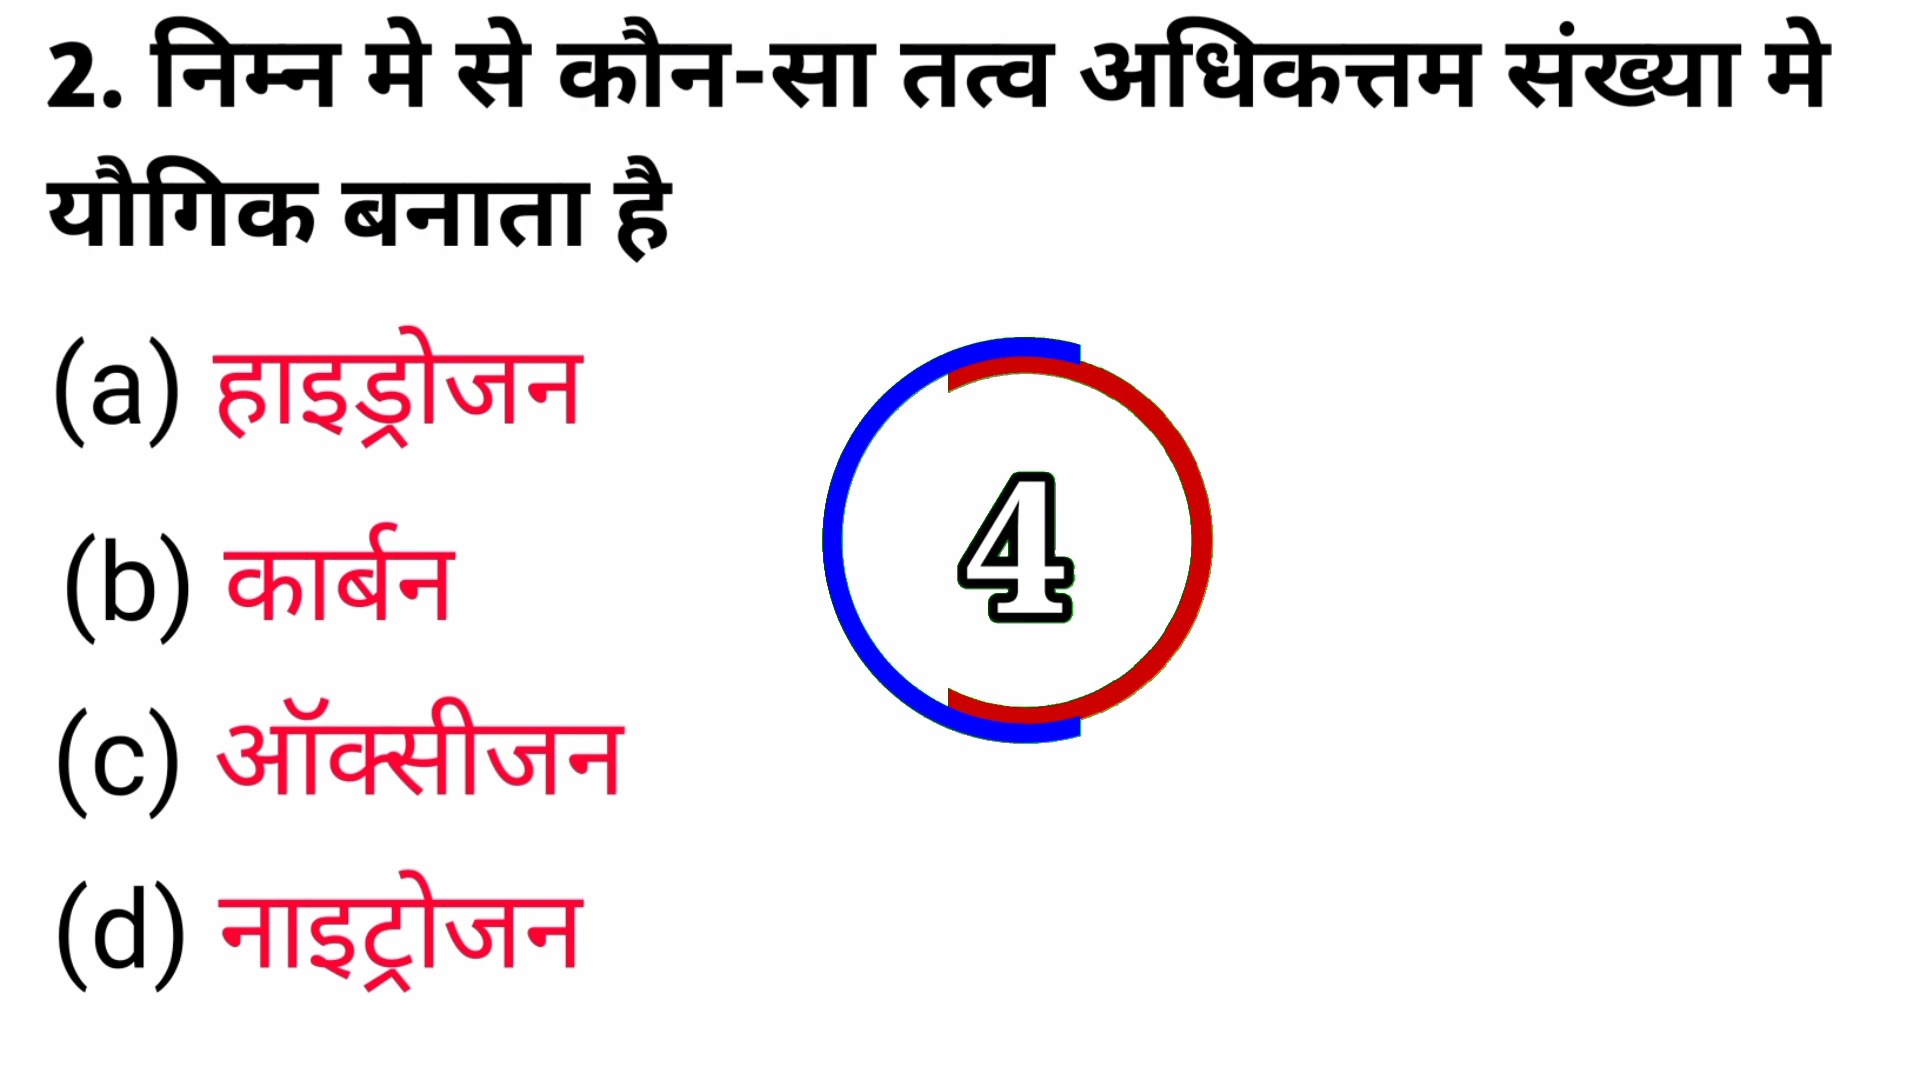 2. निम्न मे से कौन-सा तत्व अधिकत्तम संख्या मे
यौगिक बनाता है
(a) हाइड्रोजन
(b) कार्बन
4
(c) ऑक्सीजन
(d) नाइट्रोजन